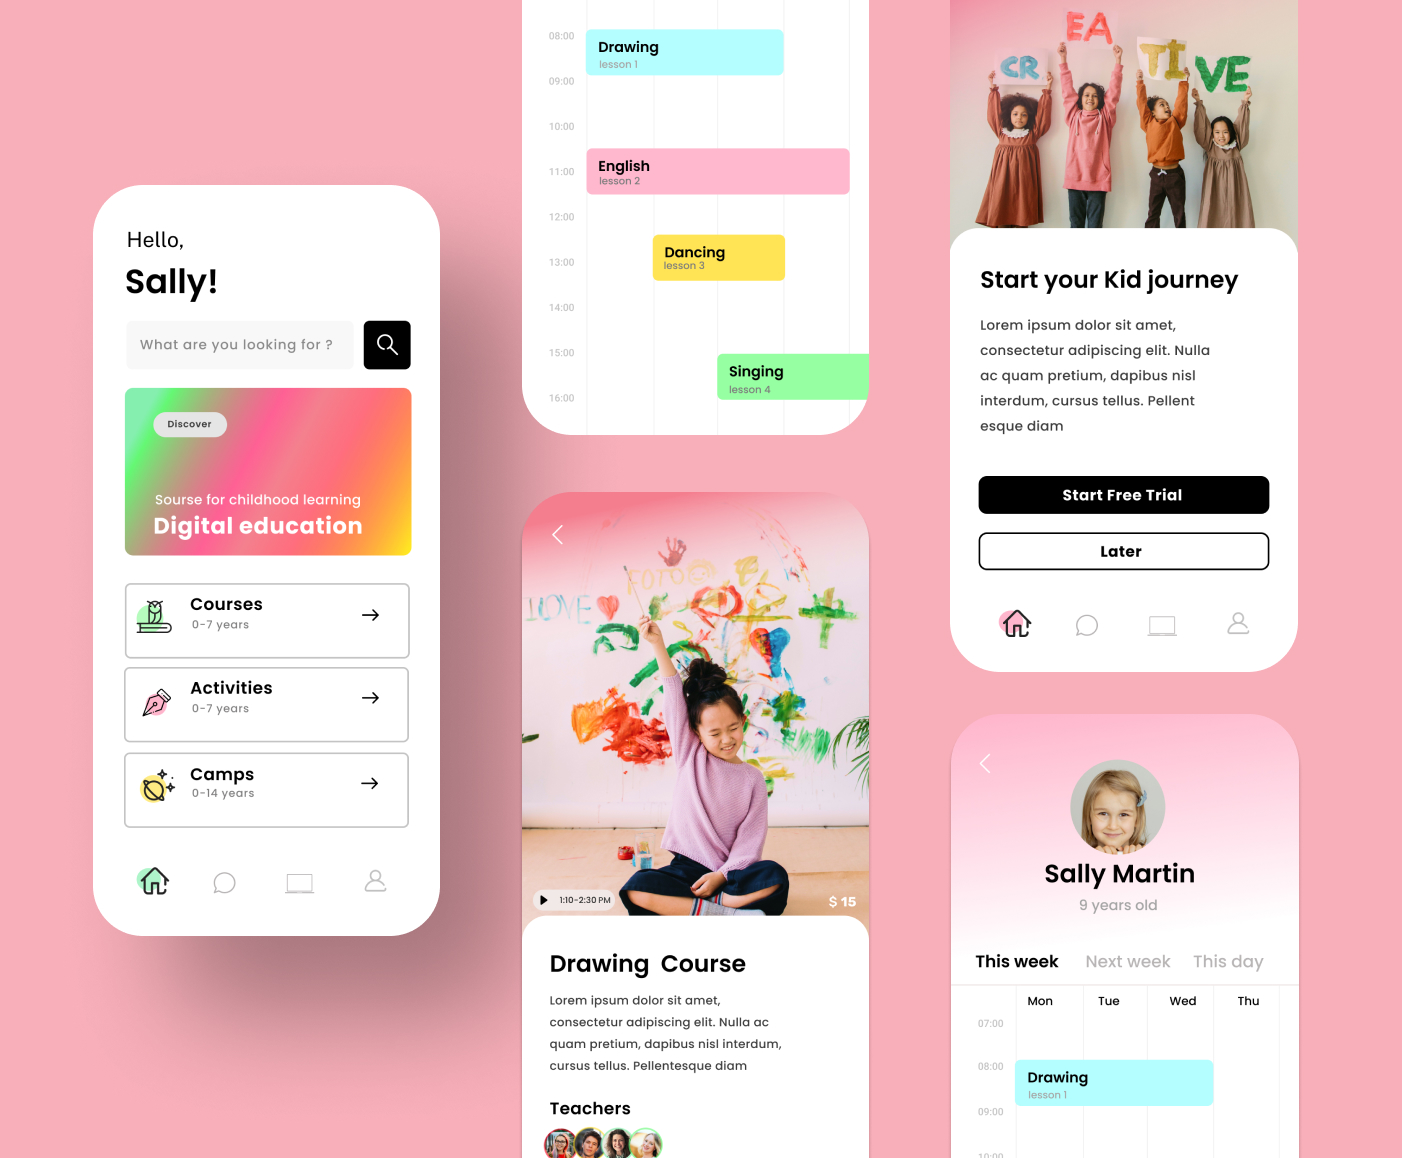 Hello,
Sally!
What are you looking for ?
Discover
Sourse for childhood learning
Digital education
Courses
0-7 years
Activities
0-7 years
Camps
0-14 years
08:00
Drawing
lesson 1
09:00
10:00
English
11:00
lesson 2
12:00
Dancing
13:00
lesson 3
14:00
15:00
Singing
lesson 4
16:00
I LOVE
FOTO
1:10-2:30 PM
$ 15
Drawing Course
Lorem ipsum dolor sit amet,
consectetur adipiscing elit. Nulla ac
quam pretium, dapibus nisl interdum,
cursus tellus. Pellentesque diam
Teachers
CR EA TI VE
Start your Kid journey
Lorem ipsum dolor sit amet,
consectetur adipiscing elit. Nulla
ac quam pretium, dapibus nisl
interdum, cursus tellus. Pellent
esque diam
Start Free Trial
Later
Sally Martin
9 years old
This week Next week This day
Mon Tue Wed Thu
07:00
08:00
Drawing
lesson 1
09:00
10:00